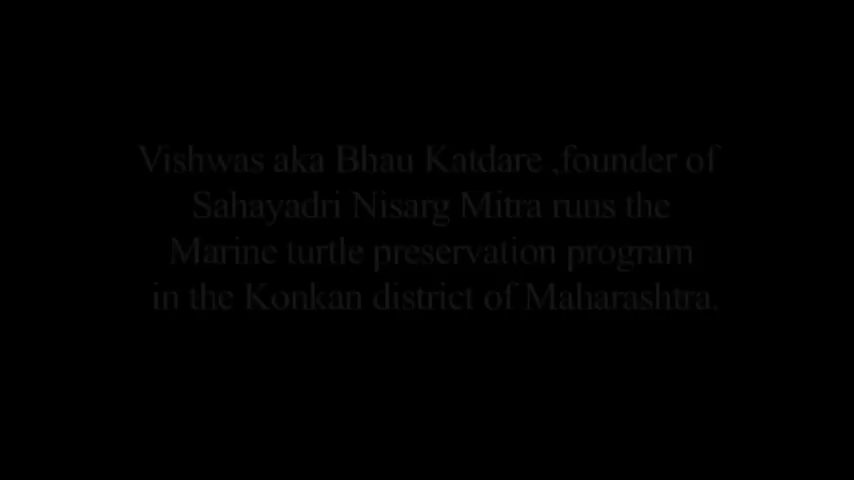 Vishwas aka Bhau Katdare ,founder of
Sahayadri Nisarg Mitra runs the
Marine turtle preservation program
in the Konkan district of Maharashtra.